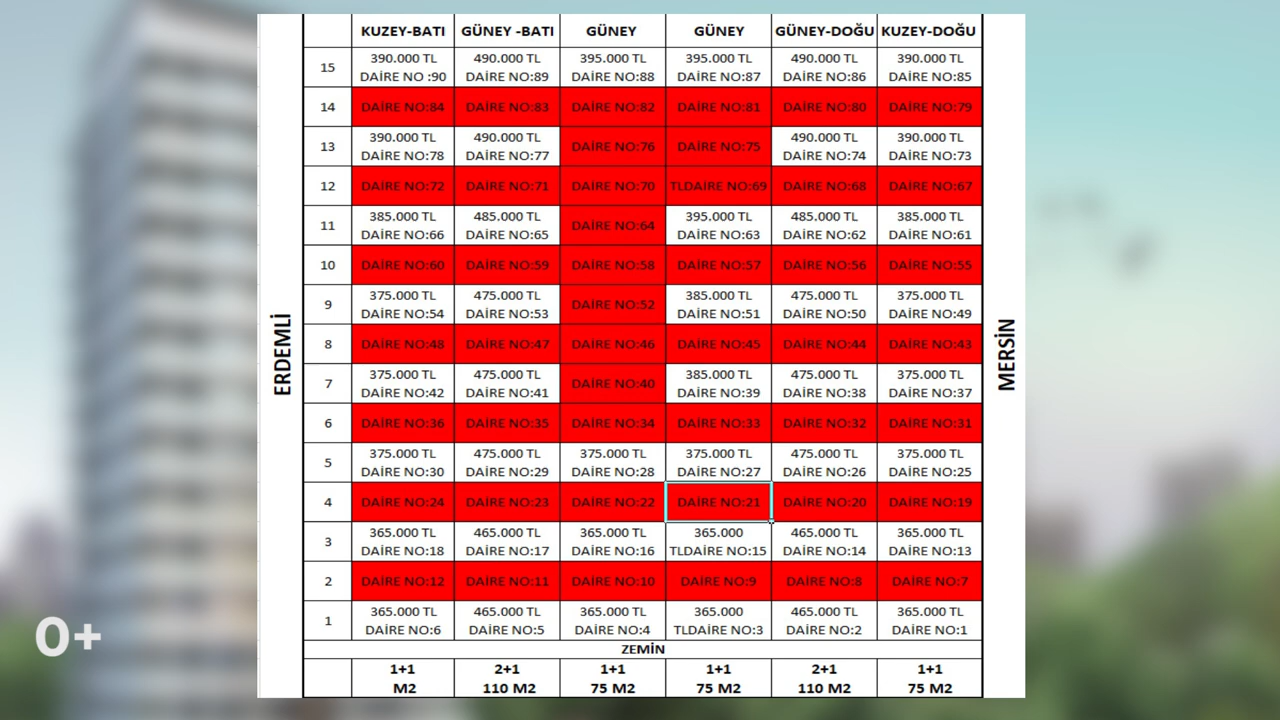 KUZEY-BATI GÜNEY -BATI GÜNEY GÜNEY GÜNEY-DOĞU KUZEY-DOĞU
390.000 TL 490.000 TL 395.000 TL 395.000 TL 490.000 TL 390.000 TL
15 DAİRE NO :90 DAİRE NO:89 DAİRE NO:88 DAİRE NO:87 DAİRE NO:86 DAİRE NO:85
14 DAİRE NO:84 DAİRE NO:83 DAİRE NO:82 DAİRE NO:81 DAİRE NO:80 DAİRE NO:79
390.000 TL 490.000 TL 490.000 TL 390.000 TL
13 DAİRE NO:78 DAİRE NO:77 DAİRE NO:76 DAİRE NO:75 DAİRE NO:74 DAİRE NO:73
12 DAİRE NO:72 DAİRE NO:71 DAİRE NO:70 TLDAİRE NO:69 DAİRE NO:68 DAİRE NO:67
385.000 TL 485.000 TL 395.000 TL 485.000 TL 385.000 TL
11 DAİRE NO:66 DAİRE NO:65 DAİRE NO:64 DAİRE NO:63 DAİRE NO:62 DAİRE NO:61
10 DAİRE NO:60 DAİRE NO:59 DAİRE NO:58 DAİRE NO:57 DAİRE NO:56 DAİRE NO:55
375.000 TL 475.000 TL 385.000 TL 475.000 TL 375.000 TL
9 DAİRE NO:54 DAİRE NO:53 DAİRE NO:52 DAİRE NO:51 DAİRE NO:50 DAİRE NO:49
8 DAİRE NO:48 DAİRE NO:47 DAİRE NO:46 DAİRE NO:45 DAİRE NO:44 DAİRE NO:43
375.000 TL 475.000 TL 385.000 TL 475.000 TL 375.000 TL
7 DAİRE NO:42 DAİRE NO:41 DAİRE NO:40 DAİRE NO:39 DAİRE NO:38 DAİRE NO:37
6 DAİRE NO:36 DAİRE NO:35 DAİRE NO:34 DAİRE NO:33 DAİRE NO:32 DAİRE NO:31
375.000 TL 475.000 TL 375.000 TL 375.000 TL 475.000 TL 375.000 TL
5 DAİRE NO:30 DAİRE NO:29 DAİRE NO:28 DAİRE NO:27 DAİRE NO:26 DAİRE NO:25
4 DAİRE NO:24 DAİRE NO:23 DAİRE NO:22 DAİRE NO:21 DAİRE NO:20 DAİRE NO:19
365.000 TL 465.000 TL 365.000 TL 365.000 465.000 TL 365.000 TL
3 DAİRE NO:18 DAİRE NO:17 DAİRE NO:16 TLDAİRE NO:15 DAİRE NO:14 DAİRE NO:13
2 DAİRE NO:12 DAİRE NO:11 DAİRE NO:10 DAİRE NO:9 DAİRE NO:8 DAİRE NO:7
365.000 TL 465.000 TL 365.000 TL 365.000 465.000 TL 365.000 TL
1 DAİRE NO:6 DAİRE NO:5 DAİRE NO:4 TLDAİRE NO:3 DAİRE NO:2 DAİRE NO:1
ZEMİN
1+1 2+1 1+1 1+1 2+1 1+1
M2 110 M2 75 M2 75 M2 110 M2 75 M2
ERDEMLİ
MERSİN
0+